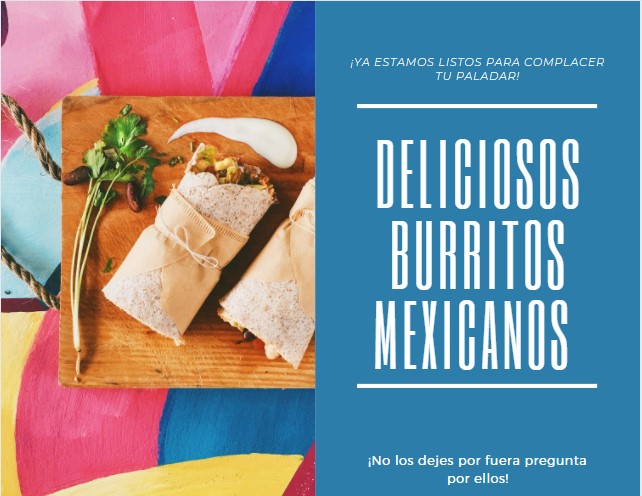 ¡YA ESTAMOS LISTOS PARA COMPLACER
TU PALADAR!
DELICIOSOS
BURRITOS
MEXICANOS
¡No los dejes por fuera pregunta
por ellos!